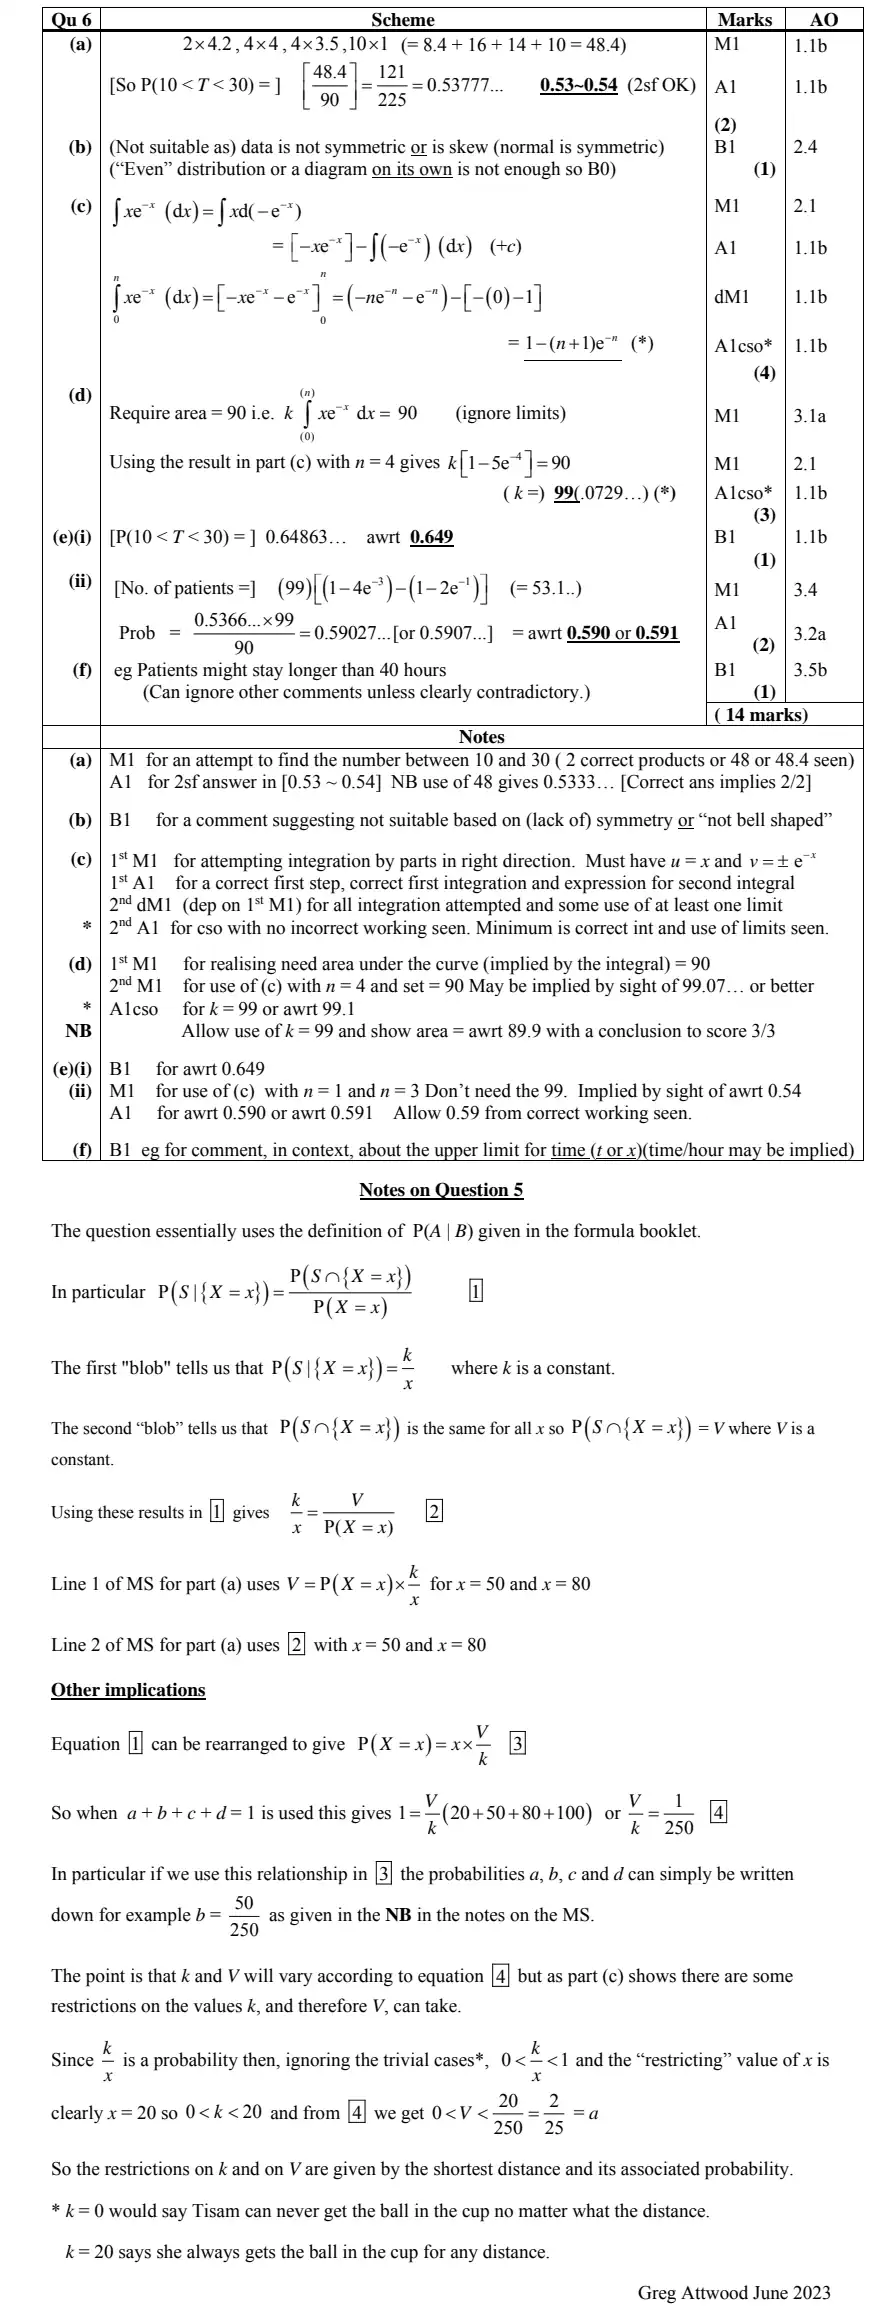 Qu 6 Scheme Marks AO
(a) 2×4.2 , 4×4 , 4×3.5 ,10×1 (= 8.4 + 16 + 14 + 10 = 48.4) M1 1.1b
[So P(10 < T < 30) = ] [48.4/90] = 121/225 = 0.53777... 0.53~0.54 (2sf OK) A1 1.1b
(2)
(b) (Not suitable as) data is not symmetric or is skew (normal is symmetric) B1 2.4
(“Even” distribution or a diagram on its own is not enough so B0) (1)
(c) ∫xe⁻ˣ (dx) = ∫xd(−e⁻ˣ) M1 2.1
= [−xe⁻ˣ] − ∫(−e⁻ˣ) (dx) (+c) A1 1.1b
∫₀ⁿ xe⁻ˣ (dx) = [−xe⁻ˣ − e⁻ˣ]₀ⁿ = (−ne⁻ⁿ − e⁻ⁿ) − [−(0) −1] dM1 1.1b
= 1−(n+1)e⁻ⁿ (*) A1cso* 1.1b
(4)
(d) Require area = 90 i.e. k ∫₍₀₎⁽ⁿ⁾ xe⁻ˣ dx = 90 (ignore limits) M1 3.1a
Using the result in part (c) with n = 4 gives k[1−5e⁻⁴] = 90 M1 2.1
( k =) 99(.0729…) (*) A1cso* 1.1b
(3)
(e)(i) [P(10 < T < 30) = ] 0.64863… awrt 0.649 B1 1.1b
(1)
(ii) [No. of patients =] (99)[(1−4e⁻³)−(1−2e⁻¹)] (= 53.1..) M1 3.4
Prob = 0.5366...×99/90 = 0.59027...[or 0.5907...] = awrt 0.590 or 0.591 A1 3.2a
(2)
(f) eg Patients might stay longer than 40 hours B1 3.5b
(Can ignore other comments unless clearly contradictory.) (1)
( 14 marks)
Notes
(a) M1 for an attempt to find the number between 10 and 30 ( 2 correct products or 48 or 48.4 seen)
A1 for 2sf answer in [0.53 ~ 0.54] NB use of 48 gives 0.5333… [Correct ans implies 2/2]
(b) B1 for a comment suggesting not suitable based on (lack of) symmetry or “not bell shaped”
(c) 1st M1 for attempting integration by parts in right direction. Must have u = x and v = ± e⁻ˣ
1st A1 for a correct first step, correct first integration and expression for second integral
2nd dM1 (dep on 1st M1) for all integration attempted and some use of at least one limit
* 2nd A1 for cso with no incorrect working seen. Minimum is correct int and use of limits seen.
(d) 1st M1 for realising need area under the curve (implied by the integral) = 90
2nd M1 for use of (c) with n = 4 and set = 90 May be implied by sight of 99.07… or better
* A1cso for k = 99 or awrt 99.1
NB Allow use of k = 99 and show area = awrt 89.9 with a conclusion to score 3/3
(e)(i) B1 for awrt 0.649
(ii) M1 for use of (c) with n = 1 and n = 3 Don’t need the 99. Implied by sight of awrt 0.54
A1 for awrt 0.590 or awrt 0.591 Allow 0.59 from correct working seen.
(f) B1 eg for comment, in context, about the upper limit for time (t or x)(time/hour may be implied)
Notes on Question 5
The question essentially uses the definition of P(A | B) given in the formula booklet.
In particular P(S | {X = x}) = P(S ∩ {X = x})/P(X = x) 1
The first "blob" tells us that P(S | {X = x}) = k/x where k is a constant.
The second “blob” tells us that P(S ∩ {X = x}) is the same for all x so P(S ∩ {X = x}) = V where V is a
constant.
Using these results in 1 gives k/x = V/P(X = x) 2
Line 1 of MS for part (a) uses V = P(X = x) × k/x for x = 50 and x = 80
Line 2 of MS for part (a) uses 2 with x = 50 and x = 80
Other implications
Equation 1 can be rearranged to give P(X = x) = x × V/k 3
So when a + b + c + d = 1 is used this gives 1 = V/k (20+50+80+100) or V/k = 1/250 4
In particular if we use this relationship in 3 the probabilities a, b, c and d can simply be written
down for example b = 50/250 as given in the NB in the notes on the MS.
The point is that k and V will vary according to equation 4 but as part (c) shows there are some
restrictions on the values k, and therefore V, can take.
Since k/x is a probability then, ignoring the trivial cases*, 0 < k/x < 1 and the “restricting” value of x is
clearly x = 20 so 0 < k < 20 and from 4 we get 0 < V < 20/250 = 2/25 = a
So the restrictions on k and on V are given by the shortest distance and its associated probability.
* k = 0 would say Tisam can never get the ball in the cup no matter what the distance.
k = 20 says she always gets the ball in the cup for any distance.
Greg Attwood June 2023